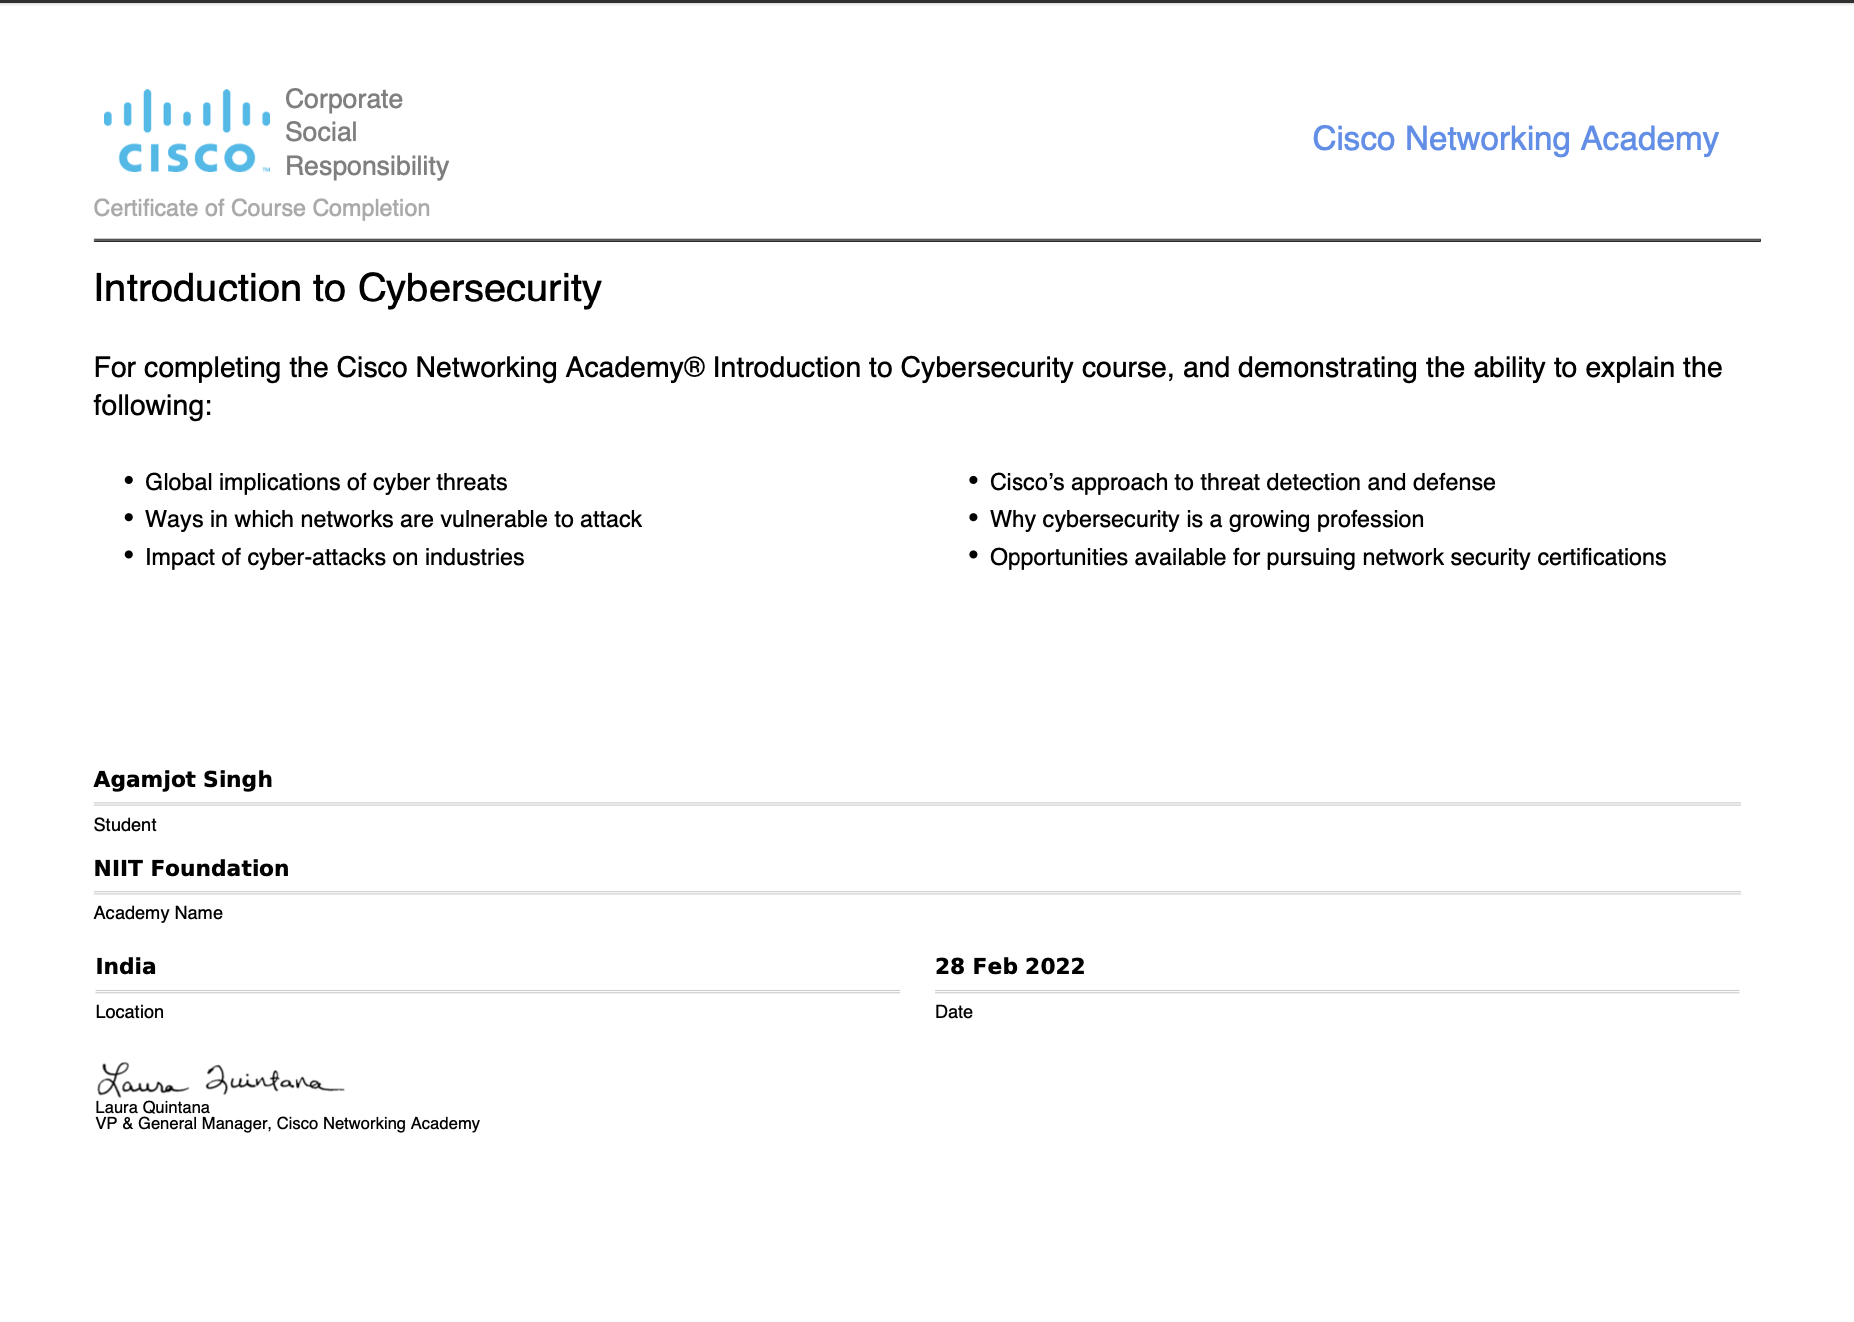 CISCO™
Corporate
Social
Responsibility
Cisco Networking Academy
Certificate of Course Completion
Introduction to Cybersecurity
For completing the Cisco Networking Academy® Introduction to Cybersecurity course, and demonstrating the ability to explain the
following:
• Global implications of cyber threats
• Ways in which networks are vulnerable to attack
• Impact of cyber-attacks on industries
• Cisco’s approach to threat detection and defense
• Why cybersecurity is a growing profession
• Opportunities available for pursuing network security certifications
Agamjot Singh
Student
NIIT Foundation
Academy Name
India
Location
28 Feb 2022
Date
Laura Quintana
Laura Quintana
VP & General Manager, Cisco Networking Academy